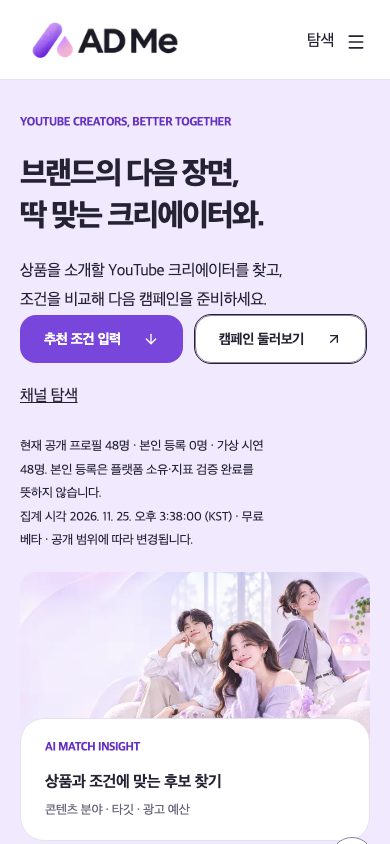 AD Me
탐색
YOUTUBE CREATORS, BETTER TOGETHER
브랜드의 다음 장면,
딱 맞는 크리에이터와.
상품을 소개할 YouTube 크리에이터를 찾고,
조건을 비교해 다음 캠페인을 준비하세요.
추천 조건 입력 ↓
캠페인 둘러보기 ↗
채널 탐색
현재 공개 프로필 48명 · 본인 등록 0명 · 가상 시연
48명. 본인 등록은 플랫폼 소유·지표 검증 완료를
뜻하지 않습니다.
집계 시각 2026. 11. 25. 오후 3:38:00 (KST) · 무료
베타 · 공개 범위에 따라 변경됩니다.
AI MATCH INSIGHT
상품과 조건에 맞는 후보 찾기
콘텐츠 분야 · 타깃 · 광고 예산